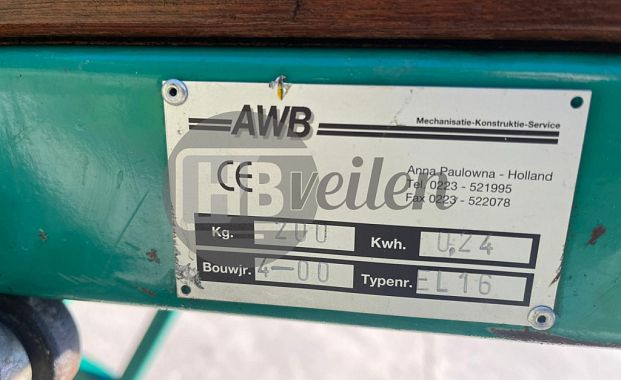 AWB
Mechanisatie-Konstruktie-Service
CE
Anna Paulowna - Holland
Tel. 0223 - 521995
Fax 0223 - 522078
HBveilen
Kg. 200 Kwh. 0,24
Bouwjr. 4-00 Typenr. EL16